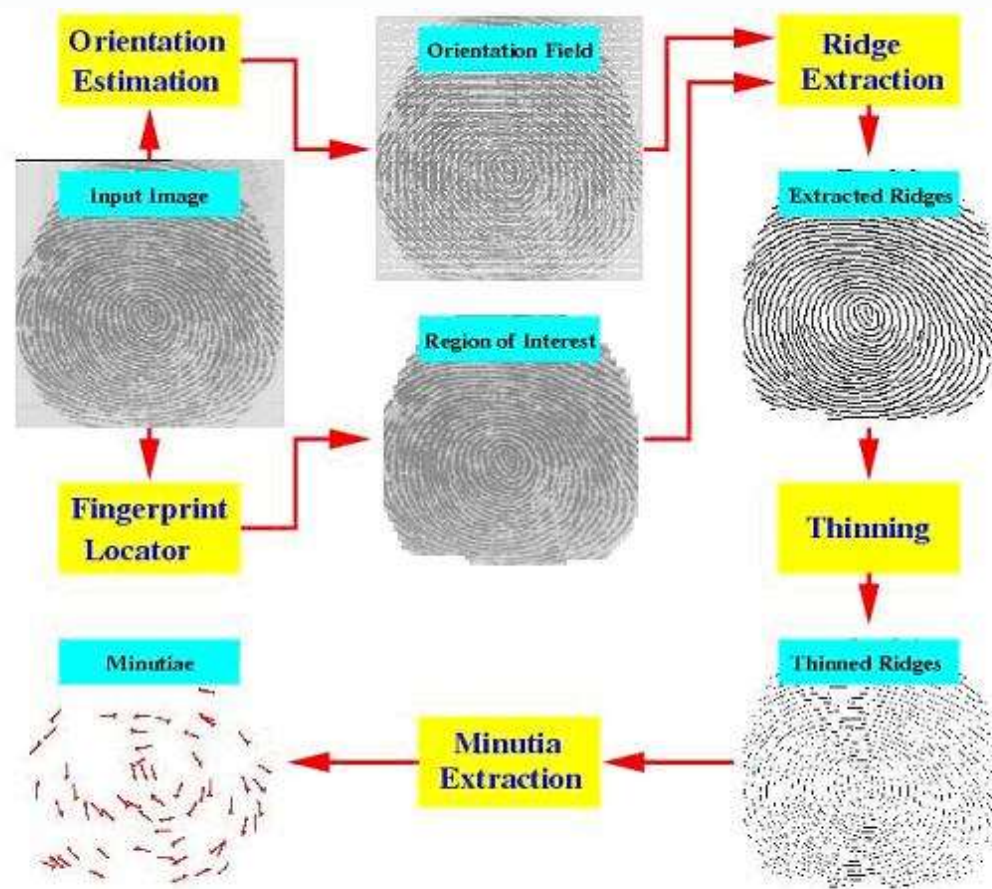 Orientation
Estimation
Orientation Field
Ridge
Extraction
Input Image
Extracted Ridges
Region of Interest
Fingerprint
Locator
Thinning
Minutiae
Thinned Ridges
Minutia
Extraction